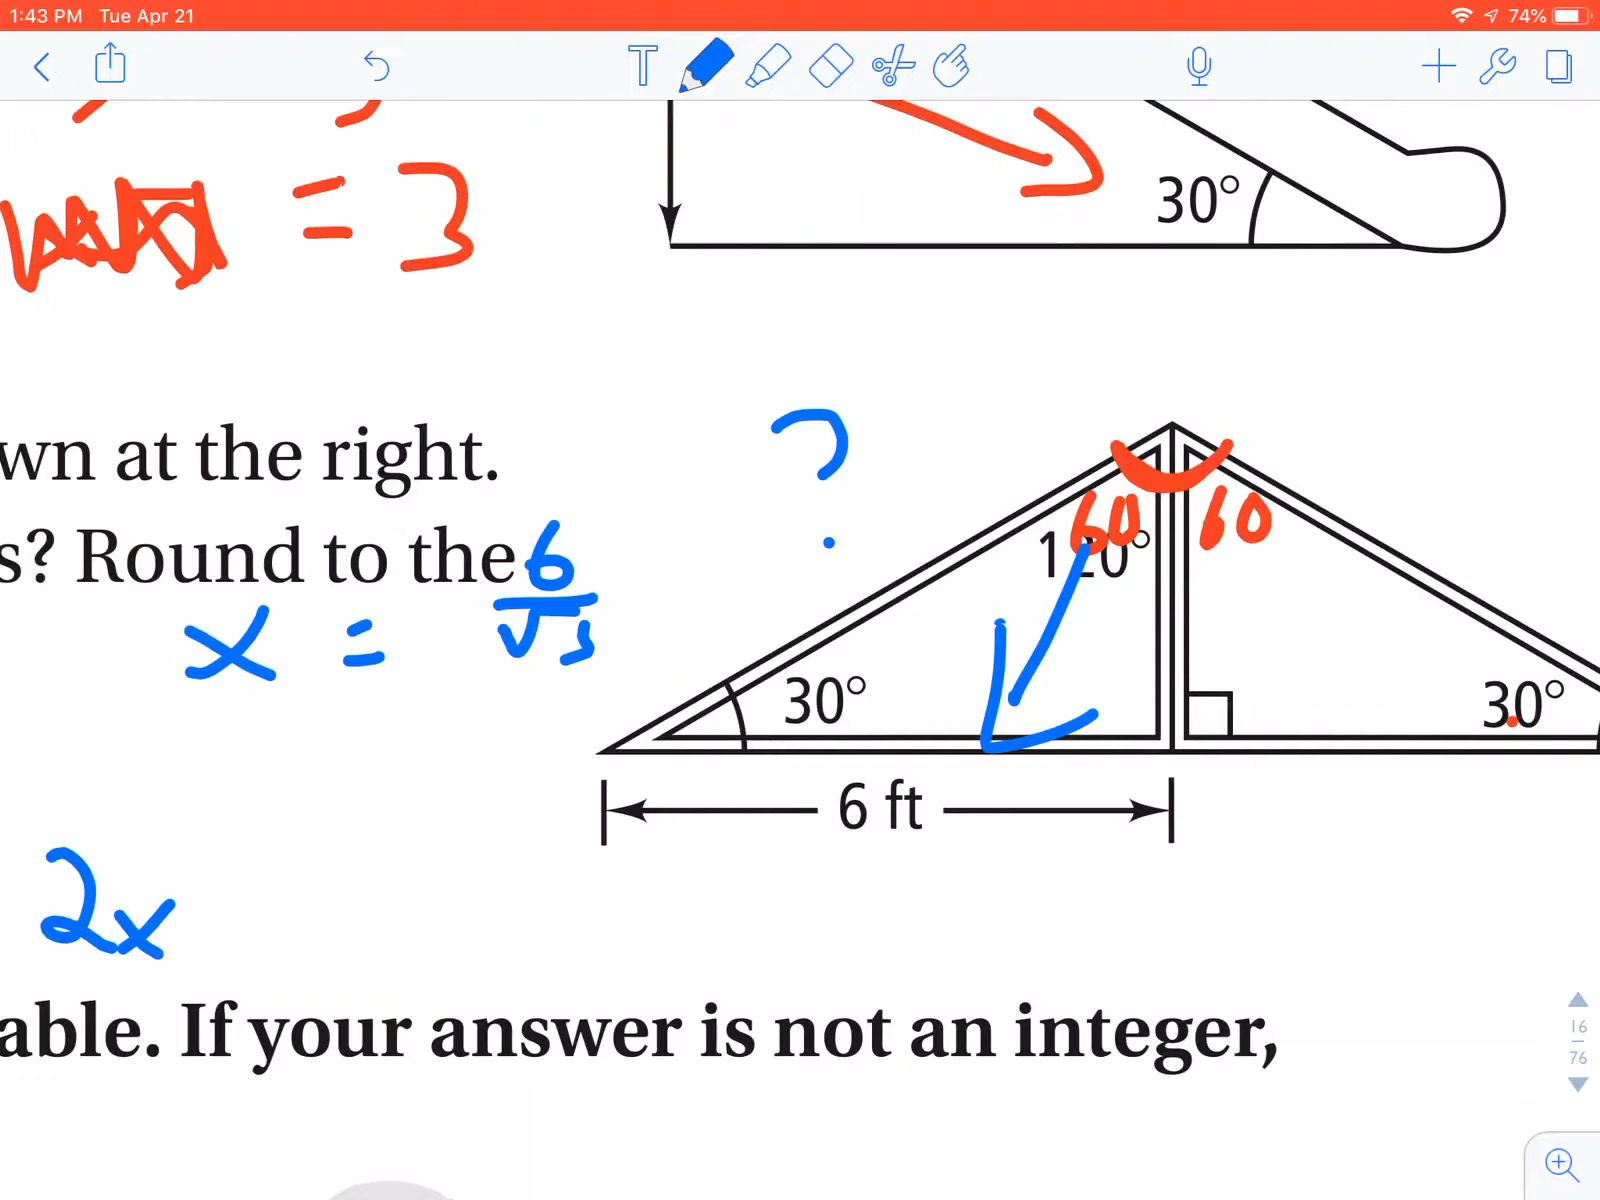 1:43 PM Tue Apr 21
74%
T
= 3
30°
wn at the right.
?
60
60
120°
s? Round to the
x = 6/√3
30°
30°
6 ft
2x
able. If your answer is not an integer,
16
76